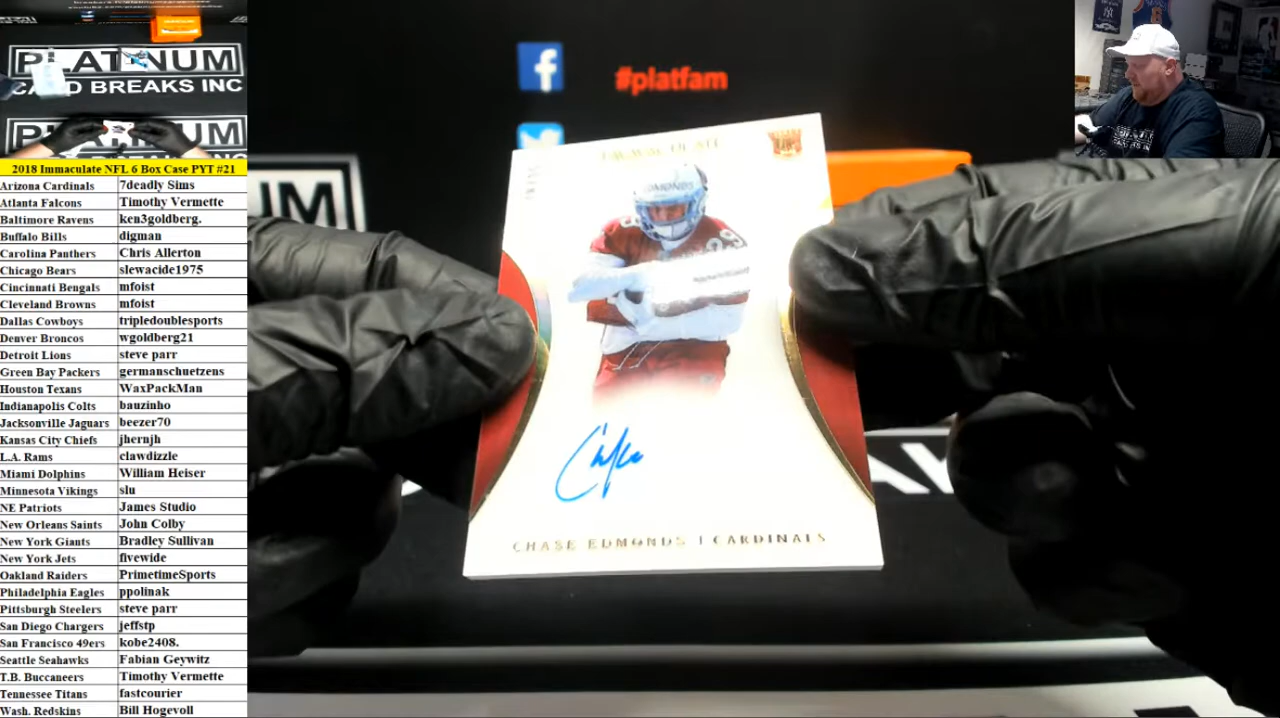 PLATINUM
CARD BREAKS INC
2018 Immaculate NFL 6 Box Case PYT #21
Arizona Cardinals 7deadly Sims
Atlanta Falcons Timothy Vermette
Baltimore Ravens ken3goldberg.
Buffalo Bills digman
Carolina Panthers Chris Allerton
Chicago Bears slewacide1975
Cincinnati Bengals mfoist
Cleveland Browns mfoist
Dallas Cowboys tripledoublesports
Denver Broncos wgoldberg21
Detroit Lions steve parr
Green Bay Packers germanschuetzens
Houston Texans WaxPackMan
Indianapolis Colts bauzinho
Jacksonville Jaguars beezer70
Kansas City Chiefs jhernjh
L.A. Rams clawdizzle
Miami Dolphins William Heiser
Minnesota Vikings slu
NE Patriots James Studio
New Orleans Saints John Colby
New York Giants Bradley Sullivan
New York Jets fivewide
Oakland Raiders PrimetimeSports
Philadelphia Eagles ppolinak
Pittsburgh Steelers steve parr
San Diego Chargers jeffstp
San Francisco 49ers kobe2408.
Seattle Seahawks Fabian Geywitz
T.B. Buccaneers Timothy Vermette
Tennessee Titans fastcourier
Wash. Redskins Bill Hogevoll
f
#platfam
UM
IMMACULATE
EDMONDS
29
CHASE EDMONDS | CARDINALS